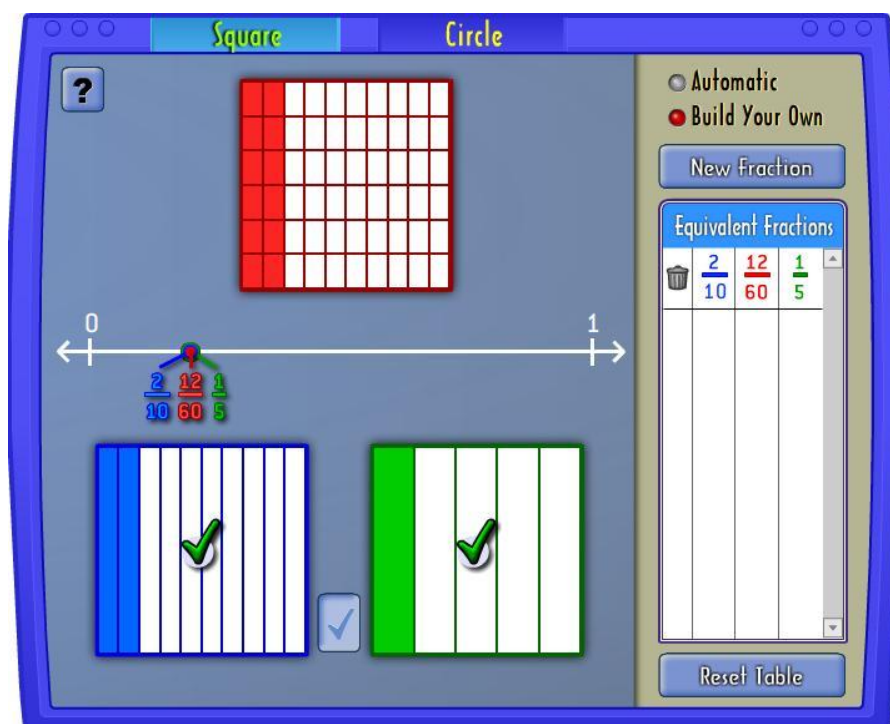 Square Circle
?
Automatic
Build Your Own
New Fraction
Equivalent Fractions
2 12 1
10 60 5
0 1
2 12 1
10 60 5
Reset Table